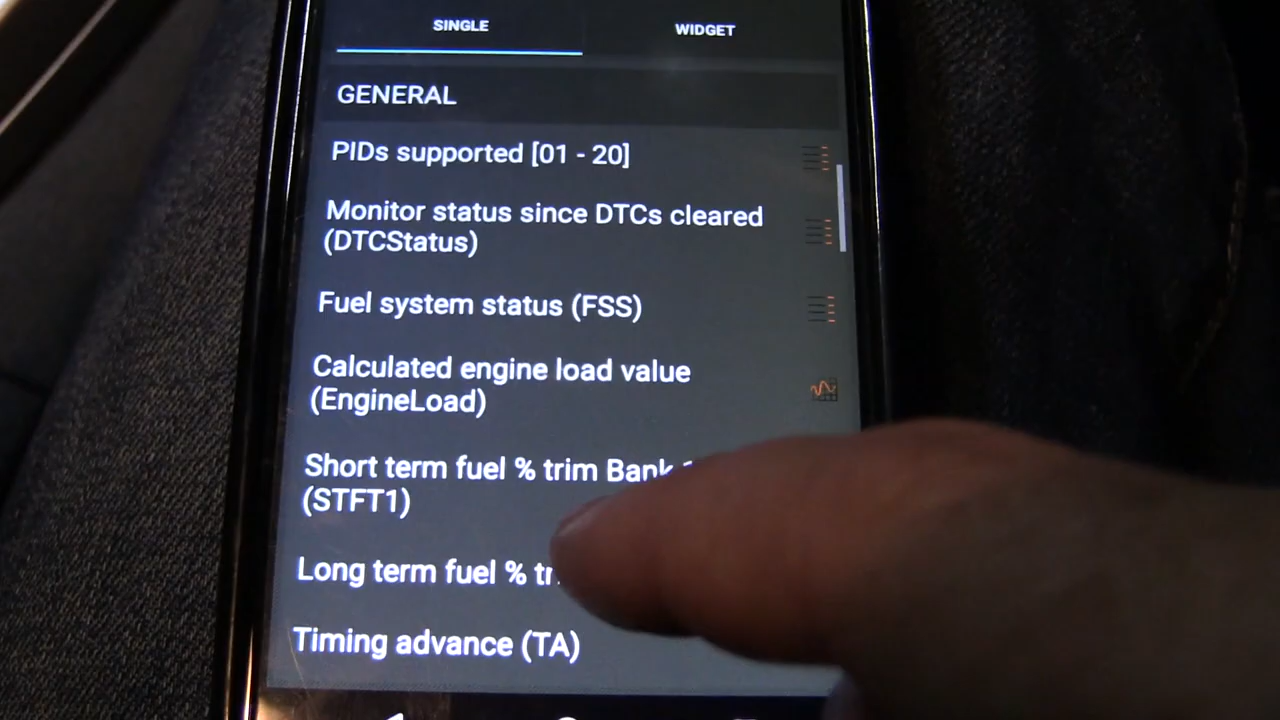 SINGLE WIDGET
GENERAL
PIDs supported [01 - 20]
Monitor status since DTCs cleared
(DTCStatus)
Fuel system status (FSS)
Calculated engine load value
(EngineLoad)
Short term fuel % trim Bank
(STFT1)
Long term fuel %
Timing advance (TA)